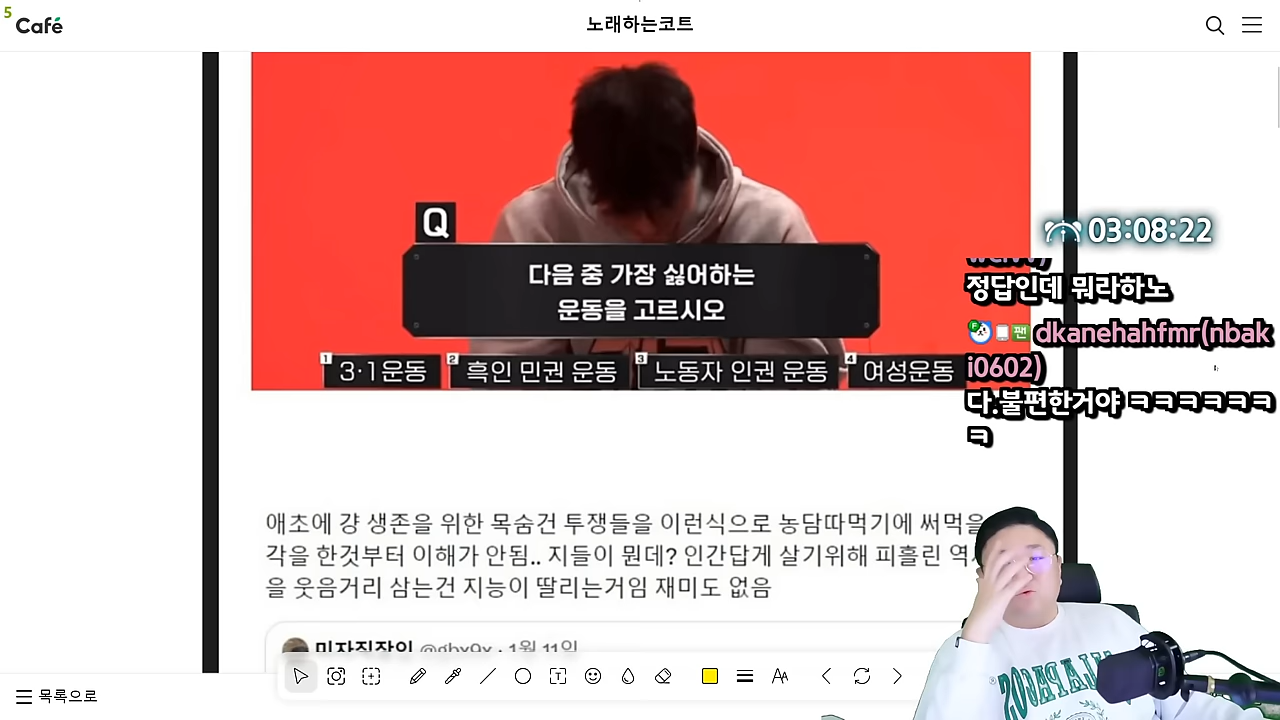 5
Café
노래하는코트
Q
다음 중 가장 싫어하는
운동을 고르시오
1 3·1운동
2 흑인 민권 운동
3 노동자 인권 운동
4 여성운동
애초에 걍 생존을 위한 목숨건 투쟁들을 이런식으로 농담따먹기에 써먹을
각을 한것부터 이해가 안됨.. 지들이 뭔데? 인간답게 살기위해 피흘린 역
을 웃음거리 삼는건 지능이 딸리는거임 재미도 없음
미자직장인 @gbx9x · 1월 11일
03:08:22
정답인데 뭐라하노
F 팬 dkanehahfmr(nbak
i0602)
다.불편한거야 ㅋㅋㅋㅋㅋㅋ
ㅋ
목록으로
T
AA